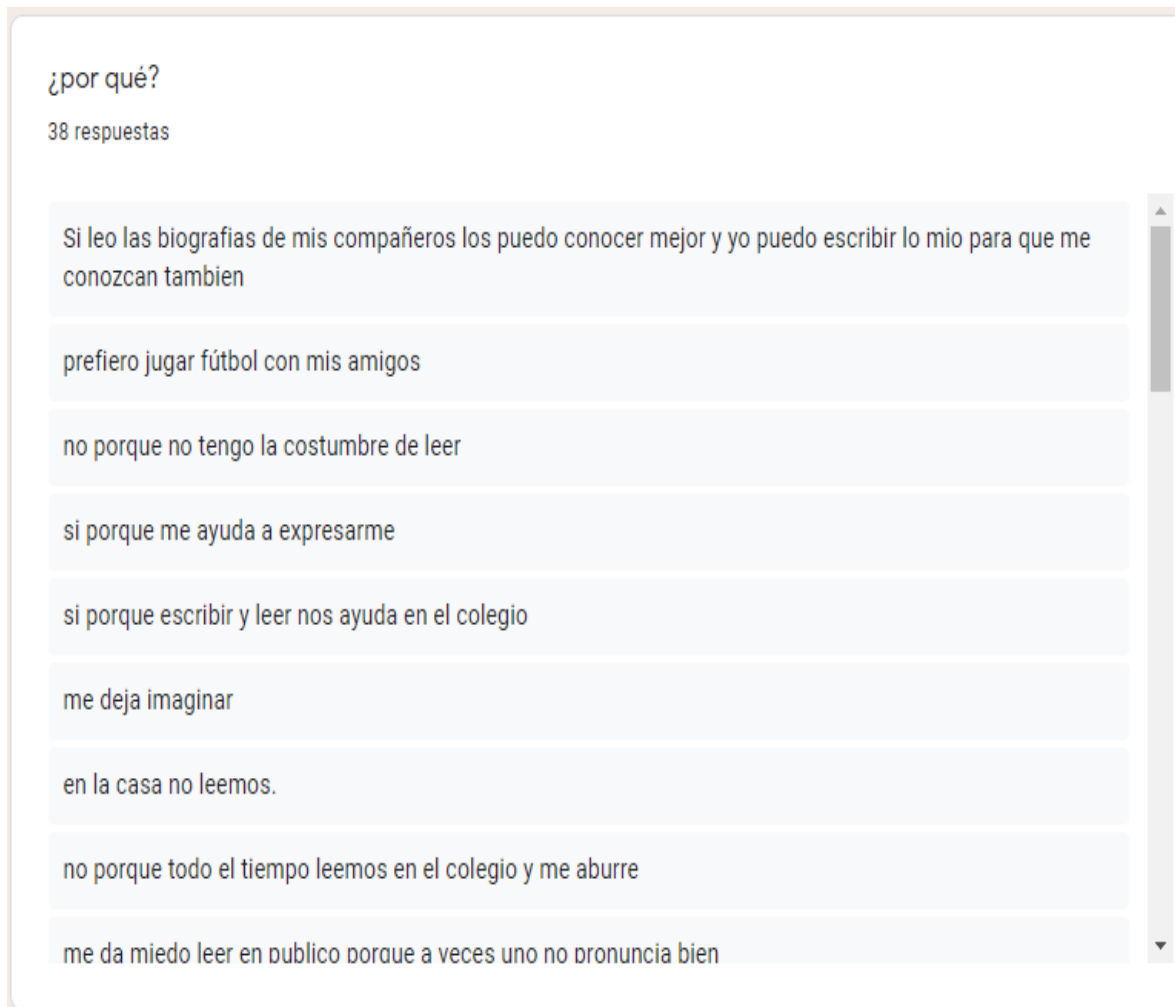 ¿por qué?
38 respuestas
Si leo las biografias de mis compañeros los puedo conocer mejor y yo puedo escribir lo mio para que me
conozcan tambien
prefiero jugar fútbol con mis amigos
no porque no tengo la costumbre de leer
si porque me ayuda a expresarme
si porque escribir y leer nos ayuda en el colegio
me deja imaginar
en la casa no leemos.
no porque todo el tiempo leemos en el colegio y me aburre
me da miedo leer en publico porque a veces uno no pronuncia bien